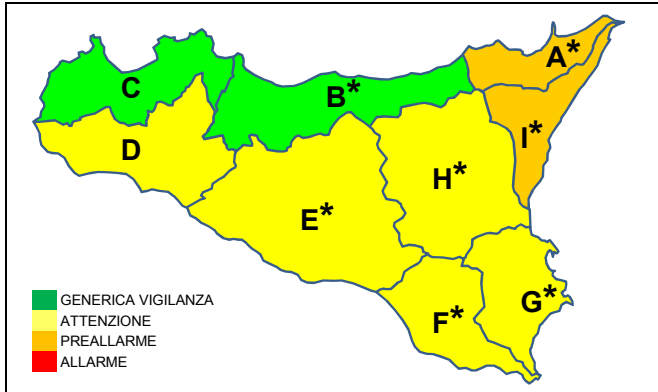 A*
C
B*
I*
D
H*
E*
G*
F*
GENERICA VIGILANZA
ATTENZIONE
PREALLARME
ALLARME